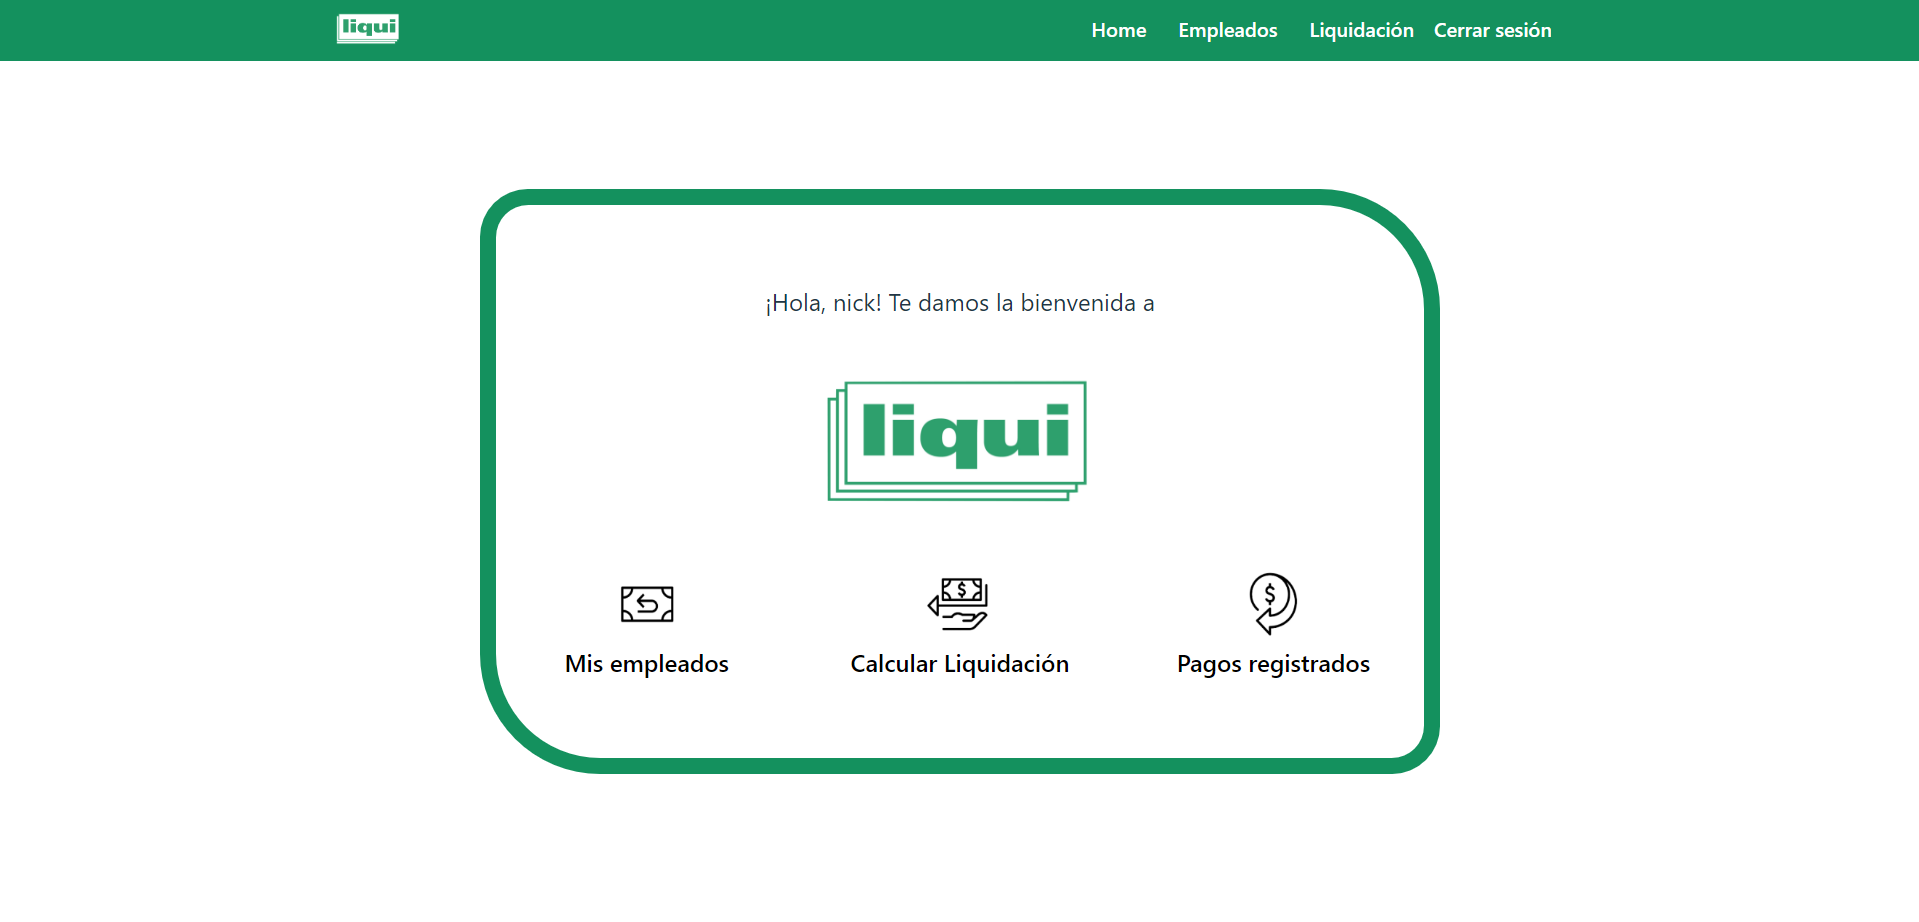 liqui
Home Empleados Liquidación Cerrar sesión
¡Hola, nick! Te damos la bienvenida a
liqui
Mis empleados
Calcular Liquidación
Pagos registrados